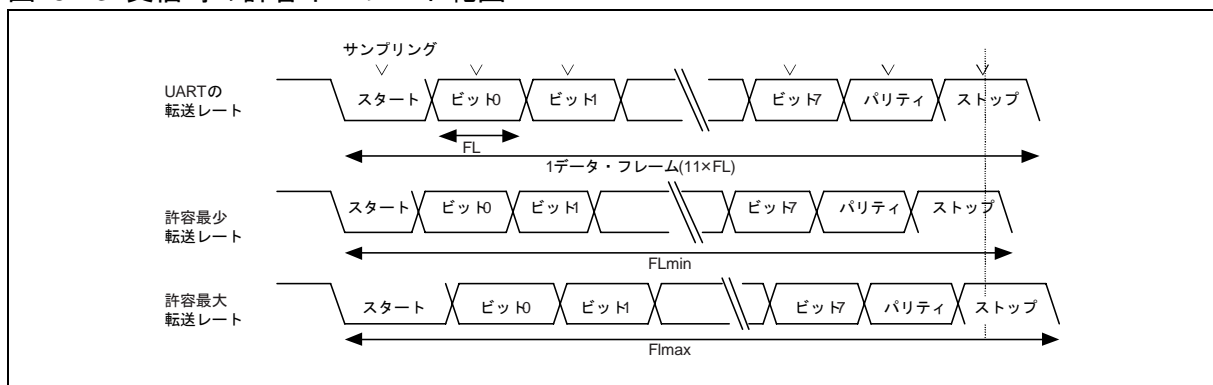 サンプリング
UARTの
転送レート
スタート ビット0 ビット1 ビット7 パリティ ストップ
FL
1データ・フレーム(11×FL)
許容最少
転送レート
スタート ビット0 ビット1 ビット7 パリティ ストップ
FLmin
許容最大
転送レート
スタート ビット0 ビット1 ビット7 パリティ ストップ
Flmax